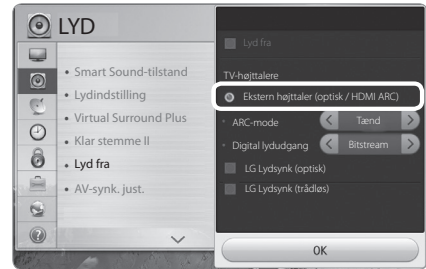 LYD
Smart Sound-tilstand
Lydindstilling
Virtual Surround Plus
Klar stemme II
Lyd fra
AV-synk. just.
Lyd fra
TV-højttalere
Ekstern højttaler (optisk / HDMI ARC)
ARC-mode < Tænd >
Digital lydudgang < Bitstream >
LG Lydsynk (optisk)
LG Lydsynk (trådløs)
OK